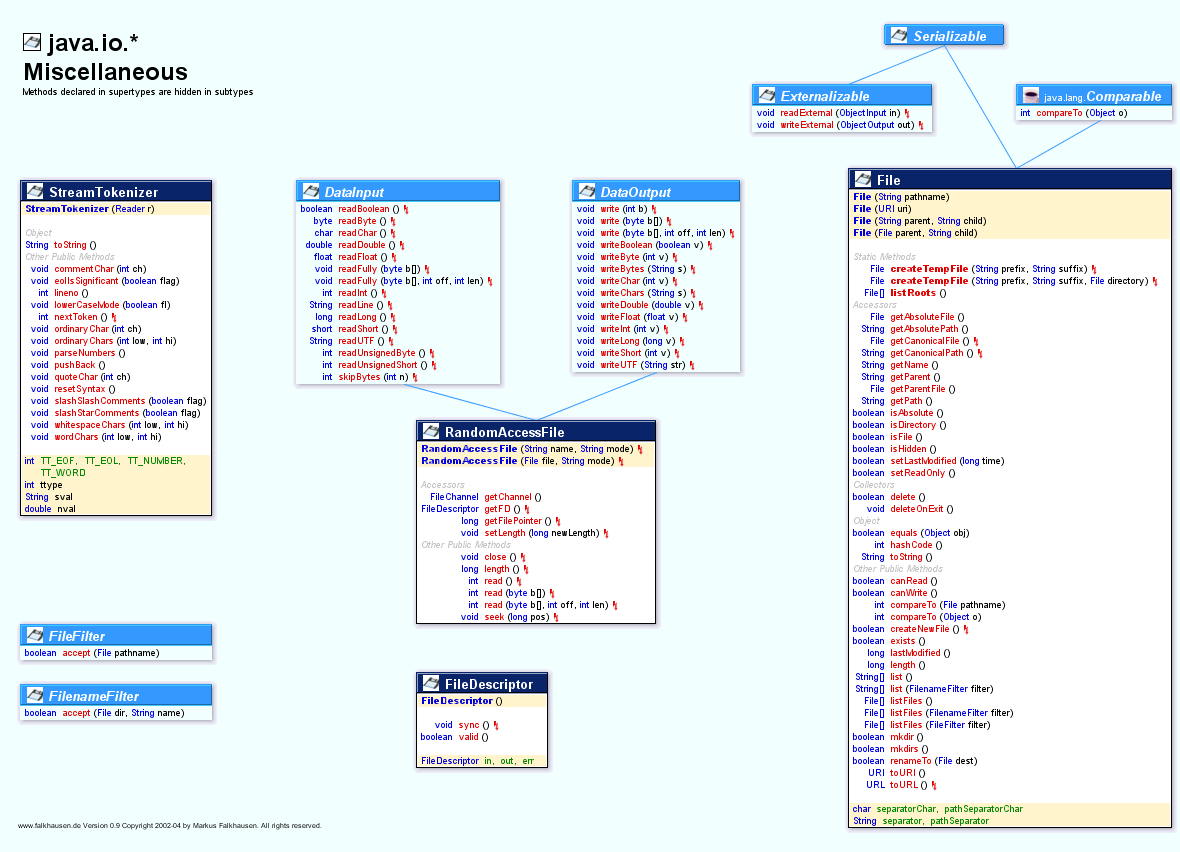 java.io.*
Miscellaneous
Methods declared in supertypes are hidden in subtypes
Serializable
Externalizable
void readExternal (ObjectInput in)
void writeExternal (ObjectOutput out)
java.lang.Comparable
int compareTo (Object o)
StreamTokenizer
StreamTokenizer (Reader r)
Object
String toString ()
Other Public Methods
void commentChar (int ch)
void eolIsSignificant (boolean flag)
int lineno ()
void lowerCaseMode (boolean fl)
int nextToken ()
void ordinaryChar (int ch)
void ordinaryChars (int low, int hi)
void parseNumbers ()
void pushBack ()
void quoteChar (int ch)
void resetSyntax ()
void slashSlashComments (boolean flag)
void slashStarComments (boolean flag)
void whitespaceChars (int low, int hi)
void wordChars (int low, int hi)
int TT_EOF, TT_EOL, TT_NUMBER,
TT_WORD
int ttype
String sval
double nval
DataInput
boolean readBoolean ()
byte readByte ()
char readChar ()
double readDouble ()
float readFloat ()
void readFully (byte b[])
void readFully (byte b[], int off, int len)
int readInt ()
String readLine ()
long readLong ()
short readShort ()
String readUTF ()
int readUnsignedByte ()
int readUnsignedShort ()
int skipBytes (int n)
DataOutput
void write (int b)
void write (byte b[])
void write (byte b[], int off, int len)
void writeBoolean (boolean v)
void writeByte (int v)
void writeBytes (String s)
void writeChar (int v)
void writeChars (String s)
void writeDouble (double v)
void writeFloat (float v)
void writeInt (int v)
void writeLong (long v)
void writeShort (int v)
void writeUTF (String str)
RandomAccessFile
RandomAccessFile (String name, String mode)
RandomAccessFile (File file, String mode)
Accessors
FileChannel getChannel ()
FileDescriptor getFD ()
long getFilePointer ()
void setLength (long newLength)
Other Public Methods
void close ()
long length ()
int read ()
int read (byte b[])
int read (byte b[], int off, int len)
void seek (long pos)
FileFilter
boolean accept (File pathname)
FilenameFilter
boolean accept (File dir, String name)
FileDescriptor
FileDescriptor ()
void sync ()
boolean valid ()
FileDescriptor in, out, err
File
File (String pathname)
File (URI uri)
File (String parent, String child)
File (File parent, String child)
Static Methods
File createTempFile (String prefix, String suffix)
File createTempFile (String prefix, String suffix, File directory)
File[] listRoots ()
Accessors
File getAbsoluteFile ()
String getAbsolutePath ()
File getCanonicalFile ()
String getCanonicalPath ()
String getName ()
String getParent ()
File getParentFile ()
String getPath ()
boolean isAbsolute ()
boolean isDirectory ()
boolean isFile ()
boolean isHidden ()
boolean setLastModified (long time)
boolean setReadOnly ()
Collectors
boolean delete ()
void deleteOnExit ()
Object
boolean equals (Object obj)
int hashCode ()
String toString ()
Other Public Methods
boolean canRead ()
boolean canWrite ()
int compareTo (File pathname)
int compareTo (Object o)
boolean createNewFile ()
boolean exists ()
long lastModified ()
long length ()
String[] list ()
String[] list (FilenameFilter filter)
File[] listFiles ()
File[] listFiles (FilenameFilter filter)
File[] listFiles (FileFilter filter)
boolean mkdir ()
boolean mkdirs ()
boolean renameTo (File dest)
URI toURI ()
URL toURL ()
char separatorChar, pathSeparatorChar
String separator, pathSeparator
www.falkhausen.de Version 0.9 Copyright 2002-04 by Markus Falkhausen. All rights reserved.